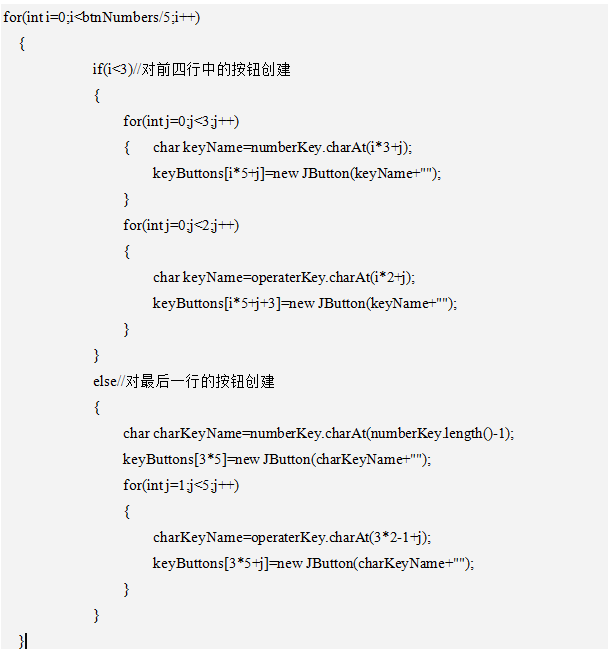 for(int i=0;i<btnNumbers/5;i++)
{
if(i<3)//对前四行中的按钮创建
{
for(int j=0;j<3;j++)
{ char keyName=numberKey.charAt(i*3+j);
keyButtons[i*5+j]=new JButton(keyName+"");
}
for(int j=0;j<2;j++)
{
char keyName=operaterKey.charAt(i*2+j);
keyButtons[i*5+j+3]=new JButton(keyName+"");
}
}
else//对最后一行的按钮创建
{
char charKeyName=numberKey.charAt(numberKey.length()-1);
keyButtons[3*5]=new JButton(charKeyName+"");
for(int j=1;j<5;j++)
{
charKeyName=operaterKey.charAt(3*2-1+j);
keyButtons[3*5+j]=new JButton(charKeyName+"");
}
}
}